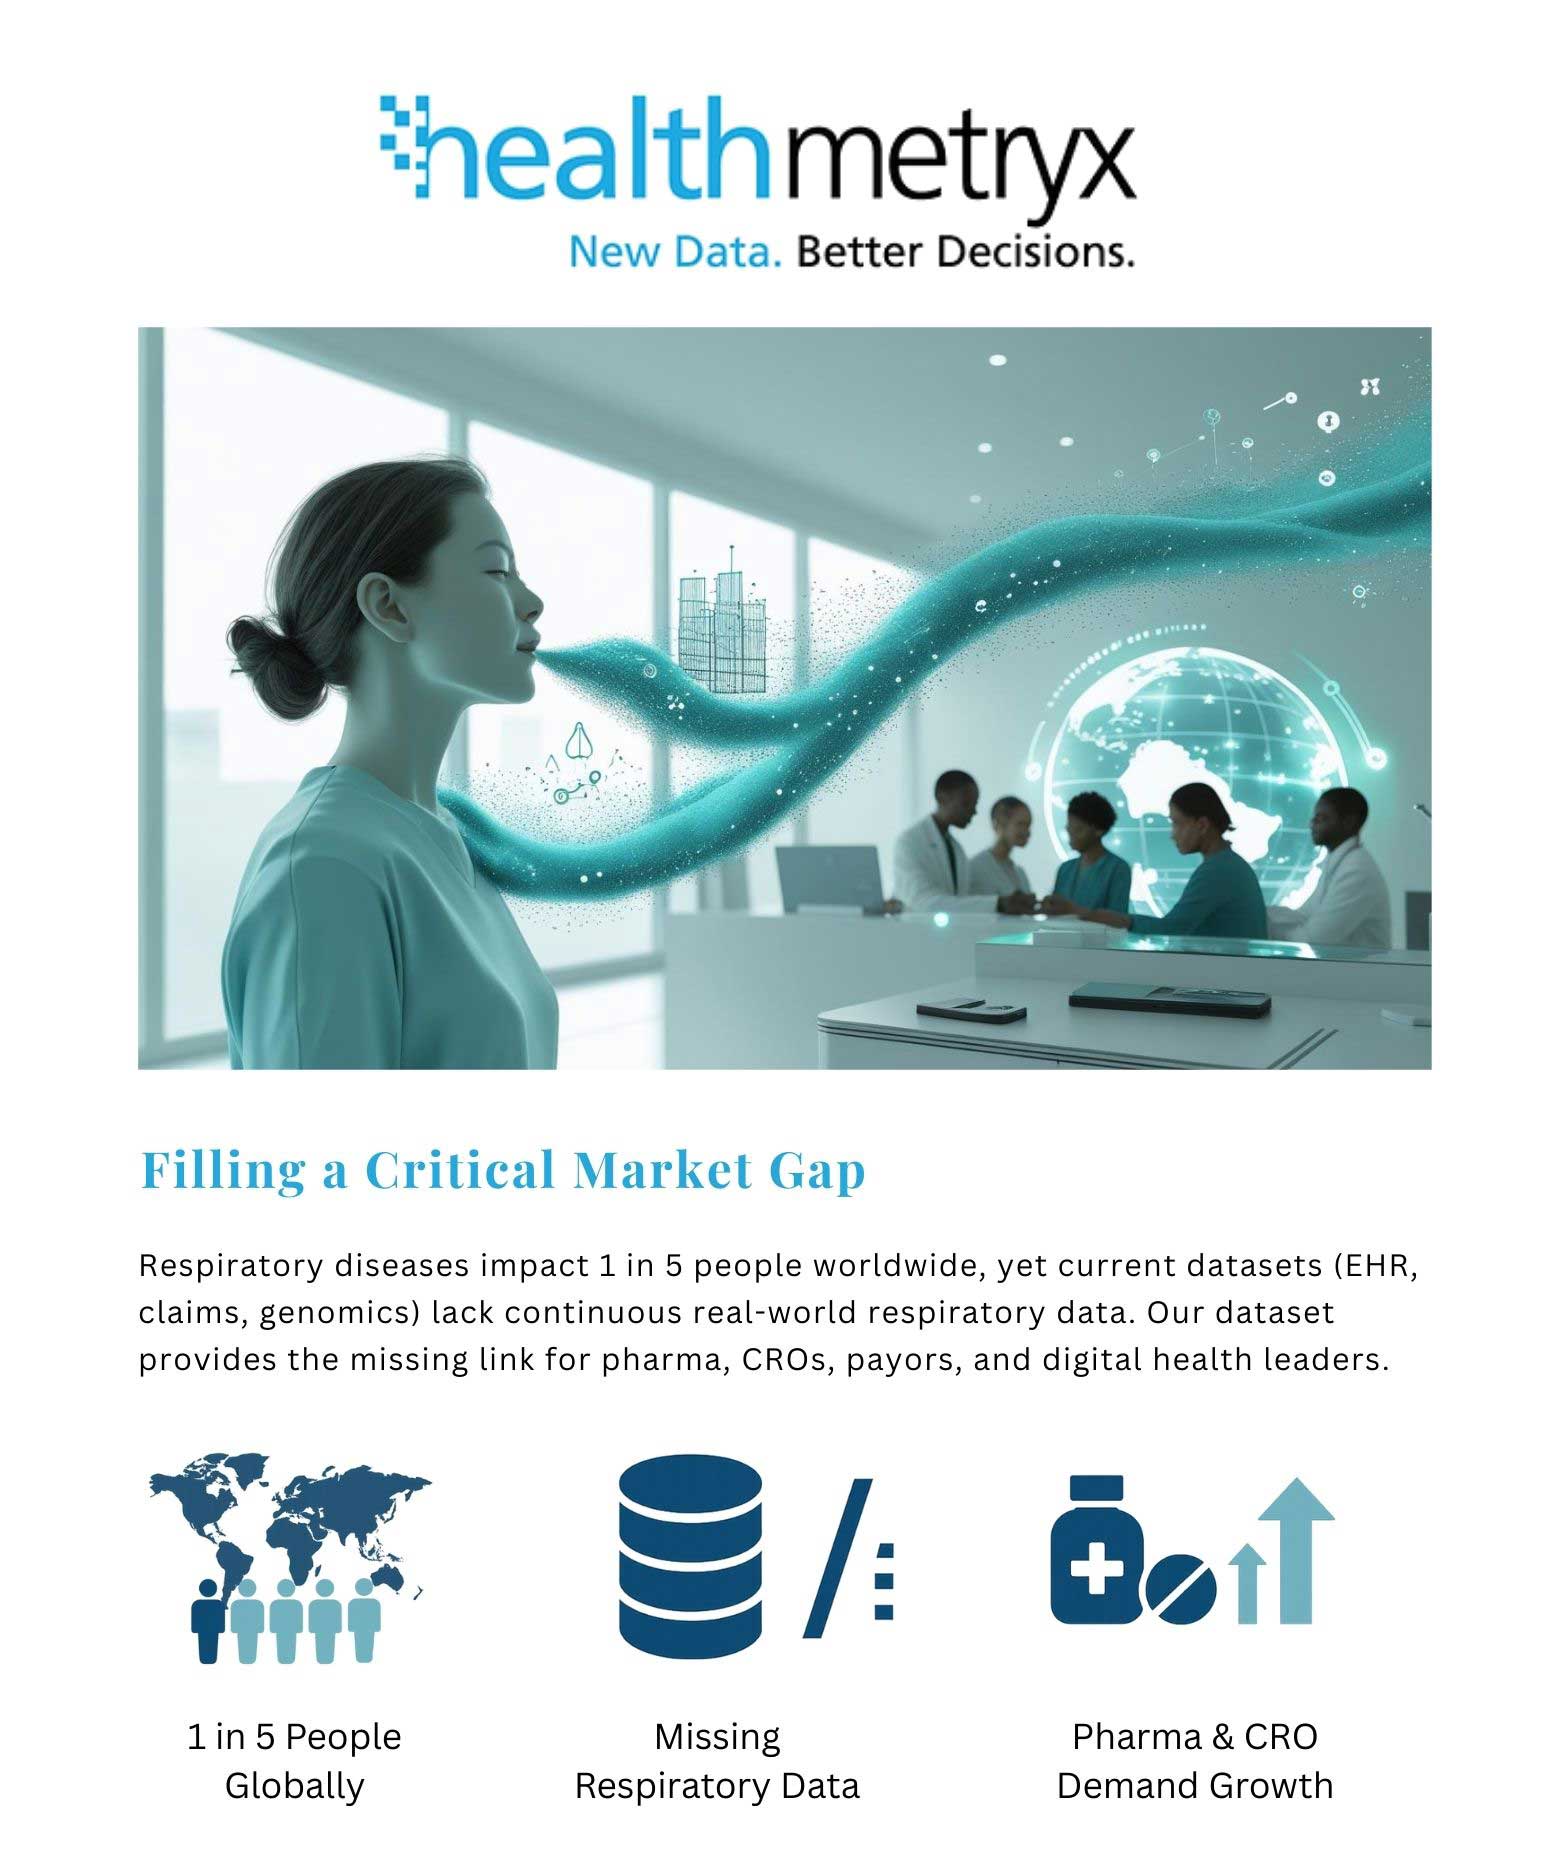 healthmetryx
New Data. Better Decisions.
Filling a Critical Market Gap
Respiratory diseases impact 1 in 5 people worldwide, yet current datasets (EHR,
claims, genomics) lack continuous real-world respiratory data. Our dataset
provides the missing link for pharma, CROs, payors, and digital health leaders.
1 in 5 People
Globally
Missing
Respiratory Data
Pharma & CRO
Demand Growth